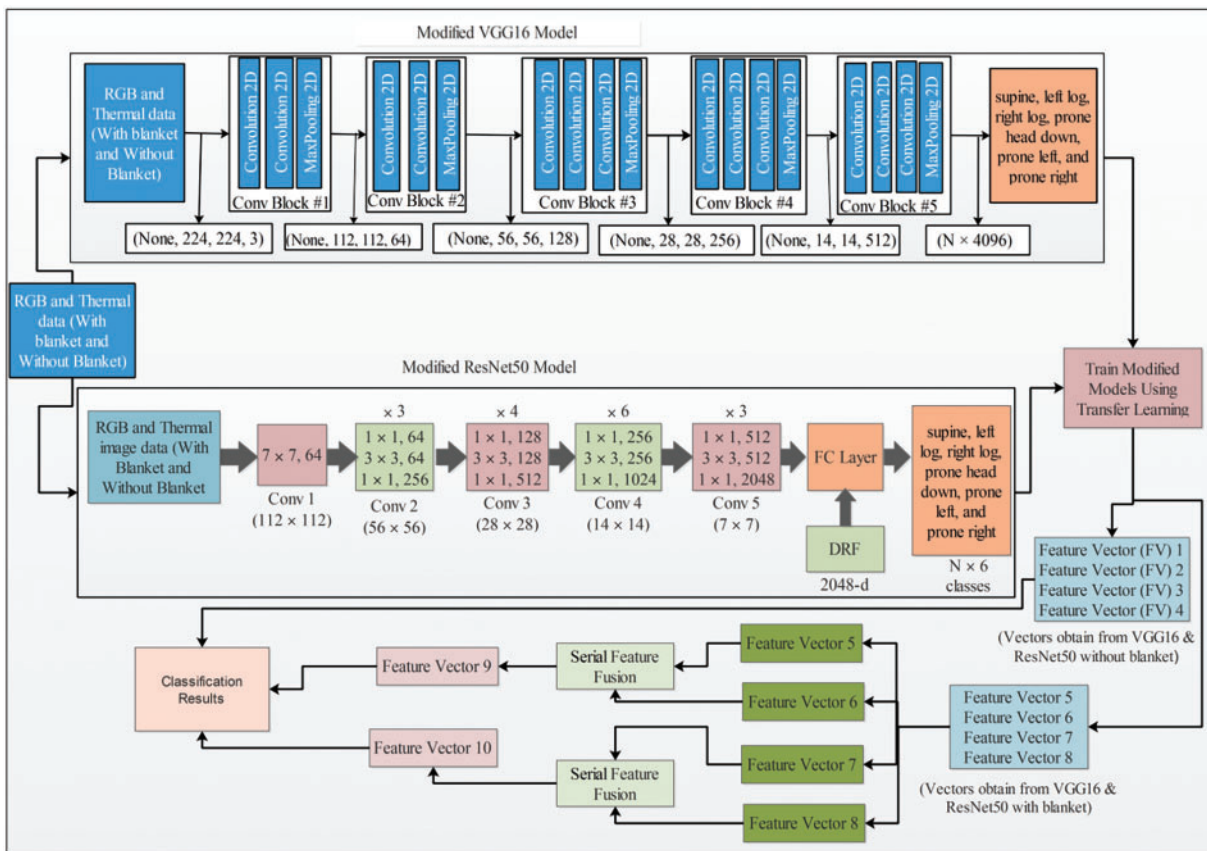 Modified VGG16 Model
RGB and
Thermal data
(With blanket
and Without
Blanket)
Convolution 2D
Convolution 2D
MaxPooling 2D
Conv Block #1
Convolution 2D
Convolution 2D
MaxPooling 2D
Conv Block #2
Convolution 2D
Convolution 2D
Convolution 2D
MaxPooling 2D
Conv Block #3
Convolution 2D
Convolution 2D
Convolution 2D
MaxPooling 2D
Conv Block #4
Convolution 2D
Convolution 2D
Convolution 2D
MaxPooling 2D
Conv Block #5
supine, left log,
right log, prone
head down,
prone left, and
prone right
(None, 224, 224, 3)
(None, 112, 112, 64)
(None, 56, 56, 128)
(None, 28, 28, 256)
(None, 14, 14, 512)
(N × 4096)
RGB and Thermal
data (With
blanket and
Without Blanket)
Modified ResNet50 Model
RGB and Thermal
image data (With
Blanket and
Without Blanket
7 × 7, 64
Conv 1
(112 × 112)
× 3
1 × 1, 64
3 × 3, 64
1 × 1, 256
Conv 2
(56 × 56)
× 4
1 × 1, 128
3 × 3, 128
1 × 1, 512
Conv 3
(28 × 28)
× 6
1 × 1, 256
3 × 3, 256
1 × 1, 1024
Conv 4
(14 × 14)
× 3
1 × 1, 512
3 × 3, 512
1 × 1, 2048
Conv 5
(7 × 7)
FC Layer
DRF
2048-d
supine, left
log, right log,
prone head
down, prone
left, and
prone right
N × 6
classes
Train Modified
Models Using
Transfer Learning
Feature Vector (FV) 1
Feature Vector (FV) 2
Feature Vector (FV) 3
Feature Vector (FV) 4
(Vectors obtain from VGG16 &
ResNet50 without blanket)
Classification
Results
Feature Vector 9
Serial Feature
Fusion
Feature Vector 5
Feature Vector 6
Feature Vector 10
Serial Feature
Fusion
Feature Vector 7
Feature Vector 8
Feature Vector 5
Feature Vector 6
Feature Vector 7
Feature Vector 8
(Vectors obtain from VGG16 &
ResNet50 with blanket)